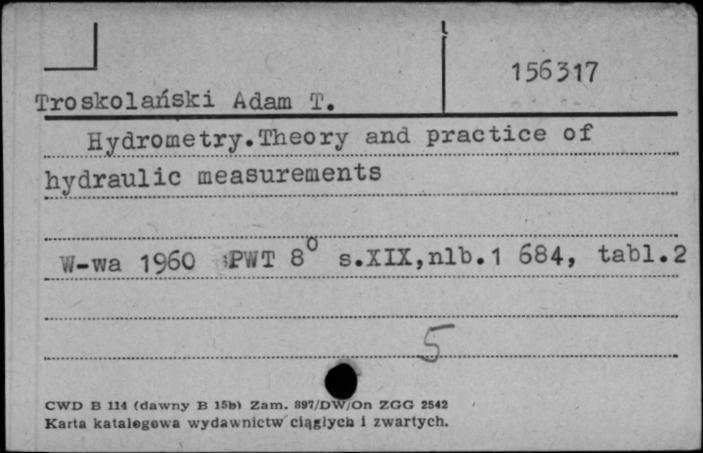 156317
Troskolański Adam T.
Hydrometry.Theory and practice of
hydraulic measurements
W-wa 1960 PWT 8° s.XIX,nlb.1 684, tabl.2
5
CWD B 114 (dawny B 15b) Zam. 897/DW/On ZGG 2542
Karta katalogowa wydawnictw ciągłych i zwartych.